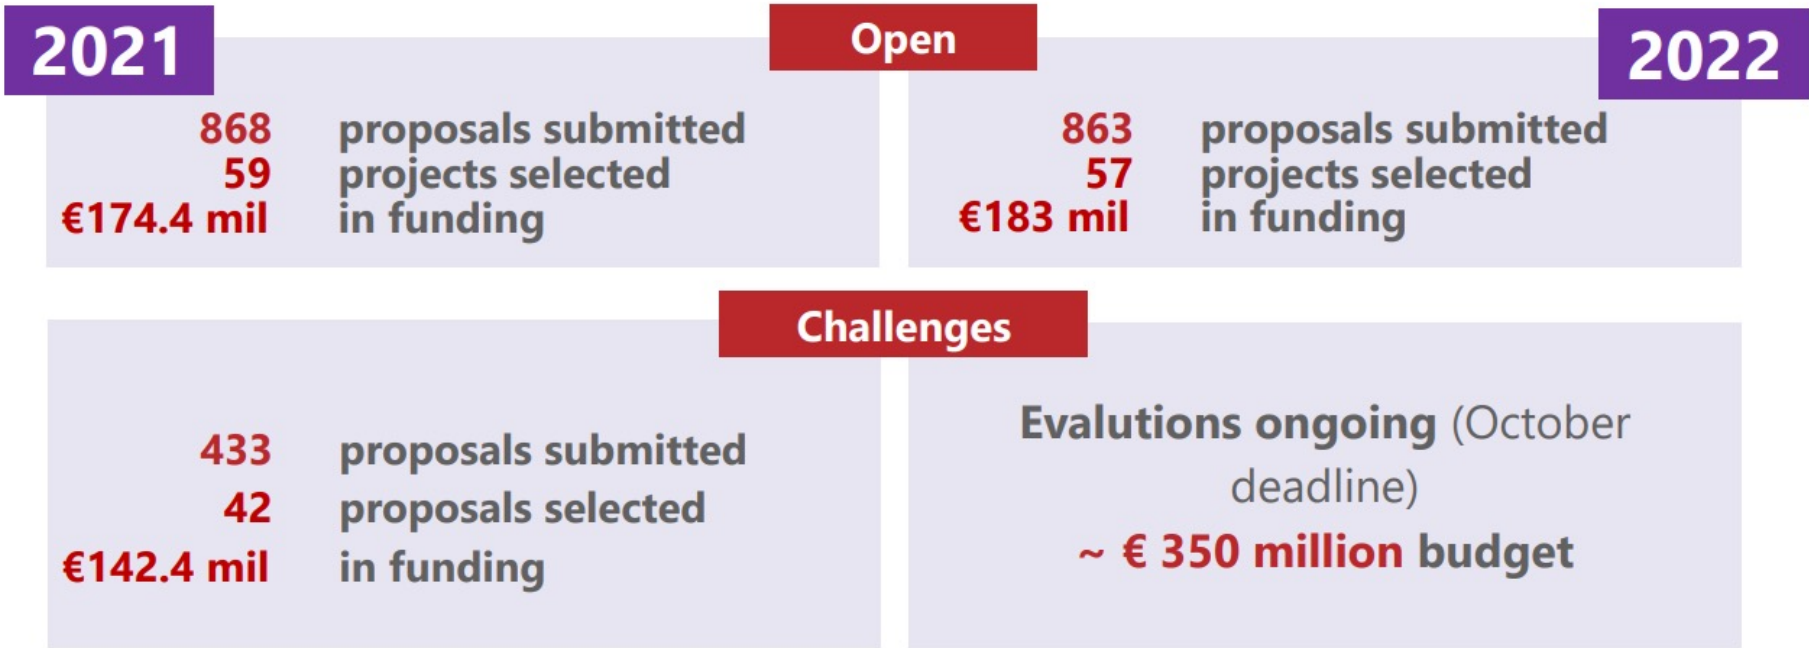 2021
Open
2022
868 proposals submitted
59 projects selected
€174.4 mil in funding
863 proposals submitted
57 projects selected
€183 mil in funding
Challenges
433 proposals submitted
42 proposals selected
€142.4 mil in funding
Evalutions ongoing (October
deadline)
~ € 350 million budget